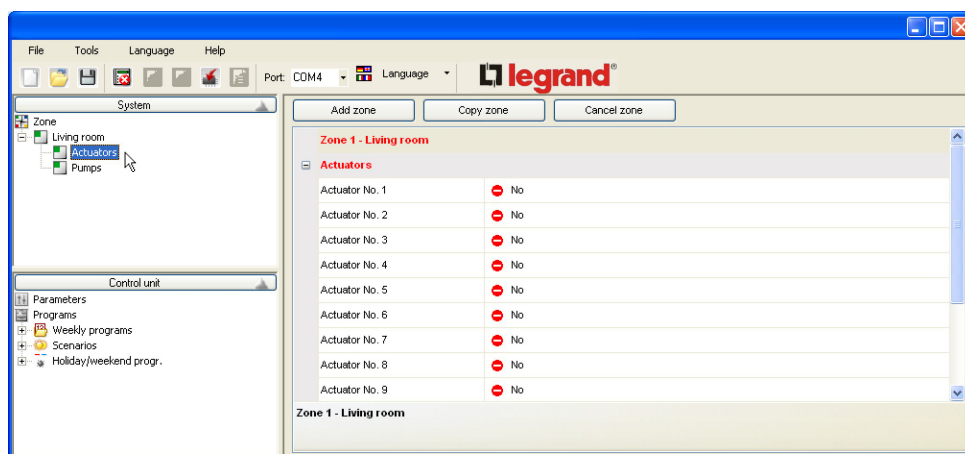 File Tools Language Help
Port: COM4 Language legrand®
System
Zone
Living room
Actuators
Pumps
Control unit
Parameters
Programs
Weekly programs
Scenarios
Holiday/weekend progr.
Add zone Copy zone Cancel zone
Zone 1 - Living room
Actuators
Actuator No. 1 No
Actuator No. 2 No
Actuator No. 3 No
Actuator No. 4 No
Actuator No. 5 No
Actuator No. 6 No
Actuator No. 7 No
Actuator No. 8 No
Actuator No. 9 No
Zone 1 - Living room